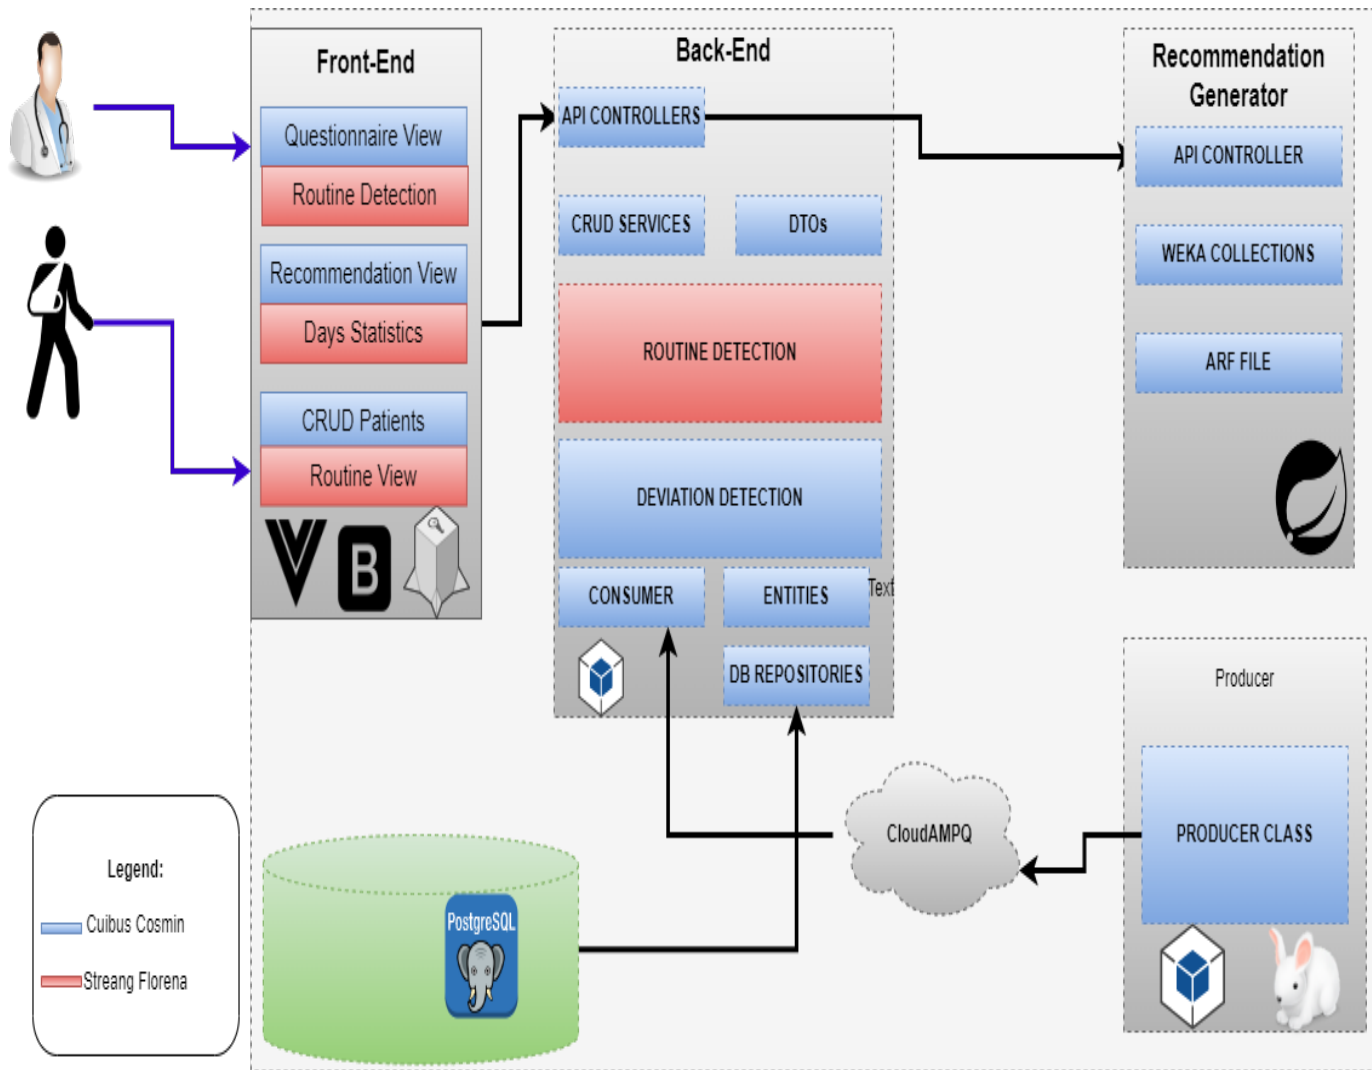 Front-End
Questionnaire View
Routine Detection
Recommendation View
Days Statistics
CRUD Patients
Routine View
B
Back-End
API CONTROLLERS
CRUD SERVICES
DTOs
ROUTINE DETECTION
DEVIATION DETECTION
CONSUMER
ENTITIES
Text
DB REPOSITORIES
Recommendation
Generator
API CONTROLLER
WEKA COLLECTIONS
ARF FILE
Producer
PRODUCER CLASS
CloudAMPQ
PostgreSQL
Legend:
Cuibus Cosmin
Streang Florena